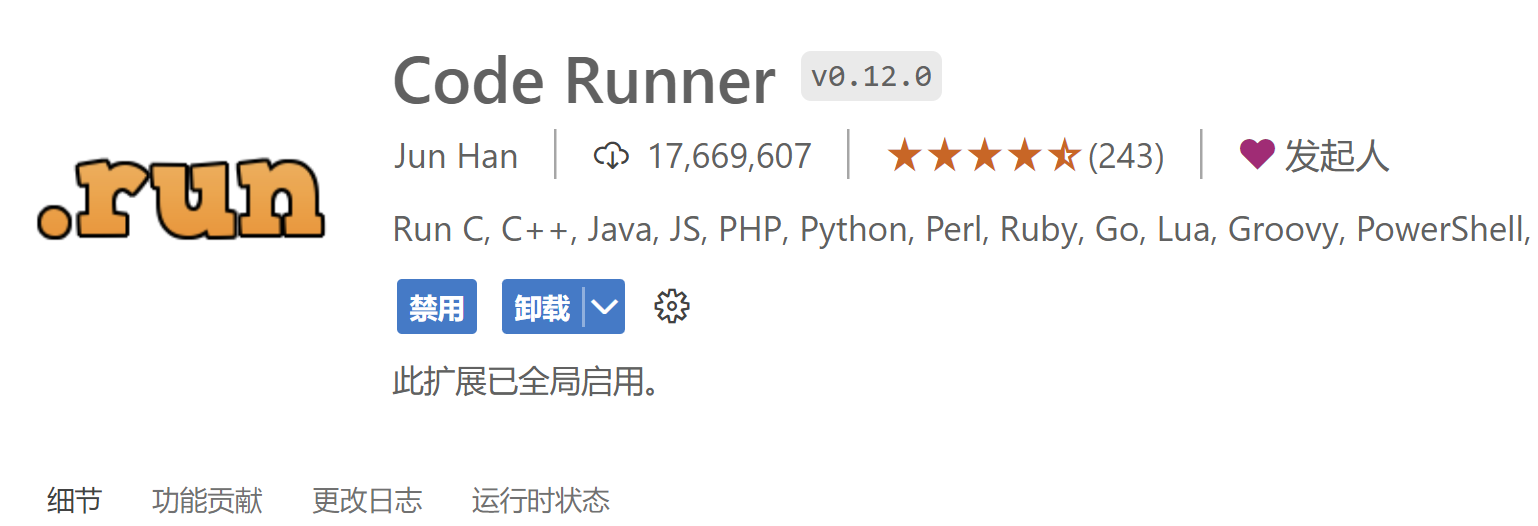 Code Runner v0.12.0
.run
Jun Han 17,669,607 (243) 发起人
Run C, C++, Java, JS, PHP, Python, Perl, Ruby, Go, Lua, Groovy, PowerShell,
禁用 卸载
此扩展已全局启用。
细节 功能贡献 更改日志 运行时状态